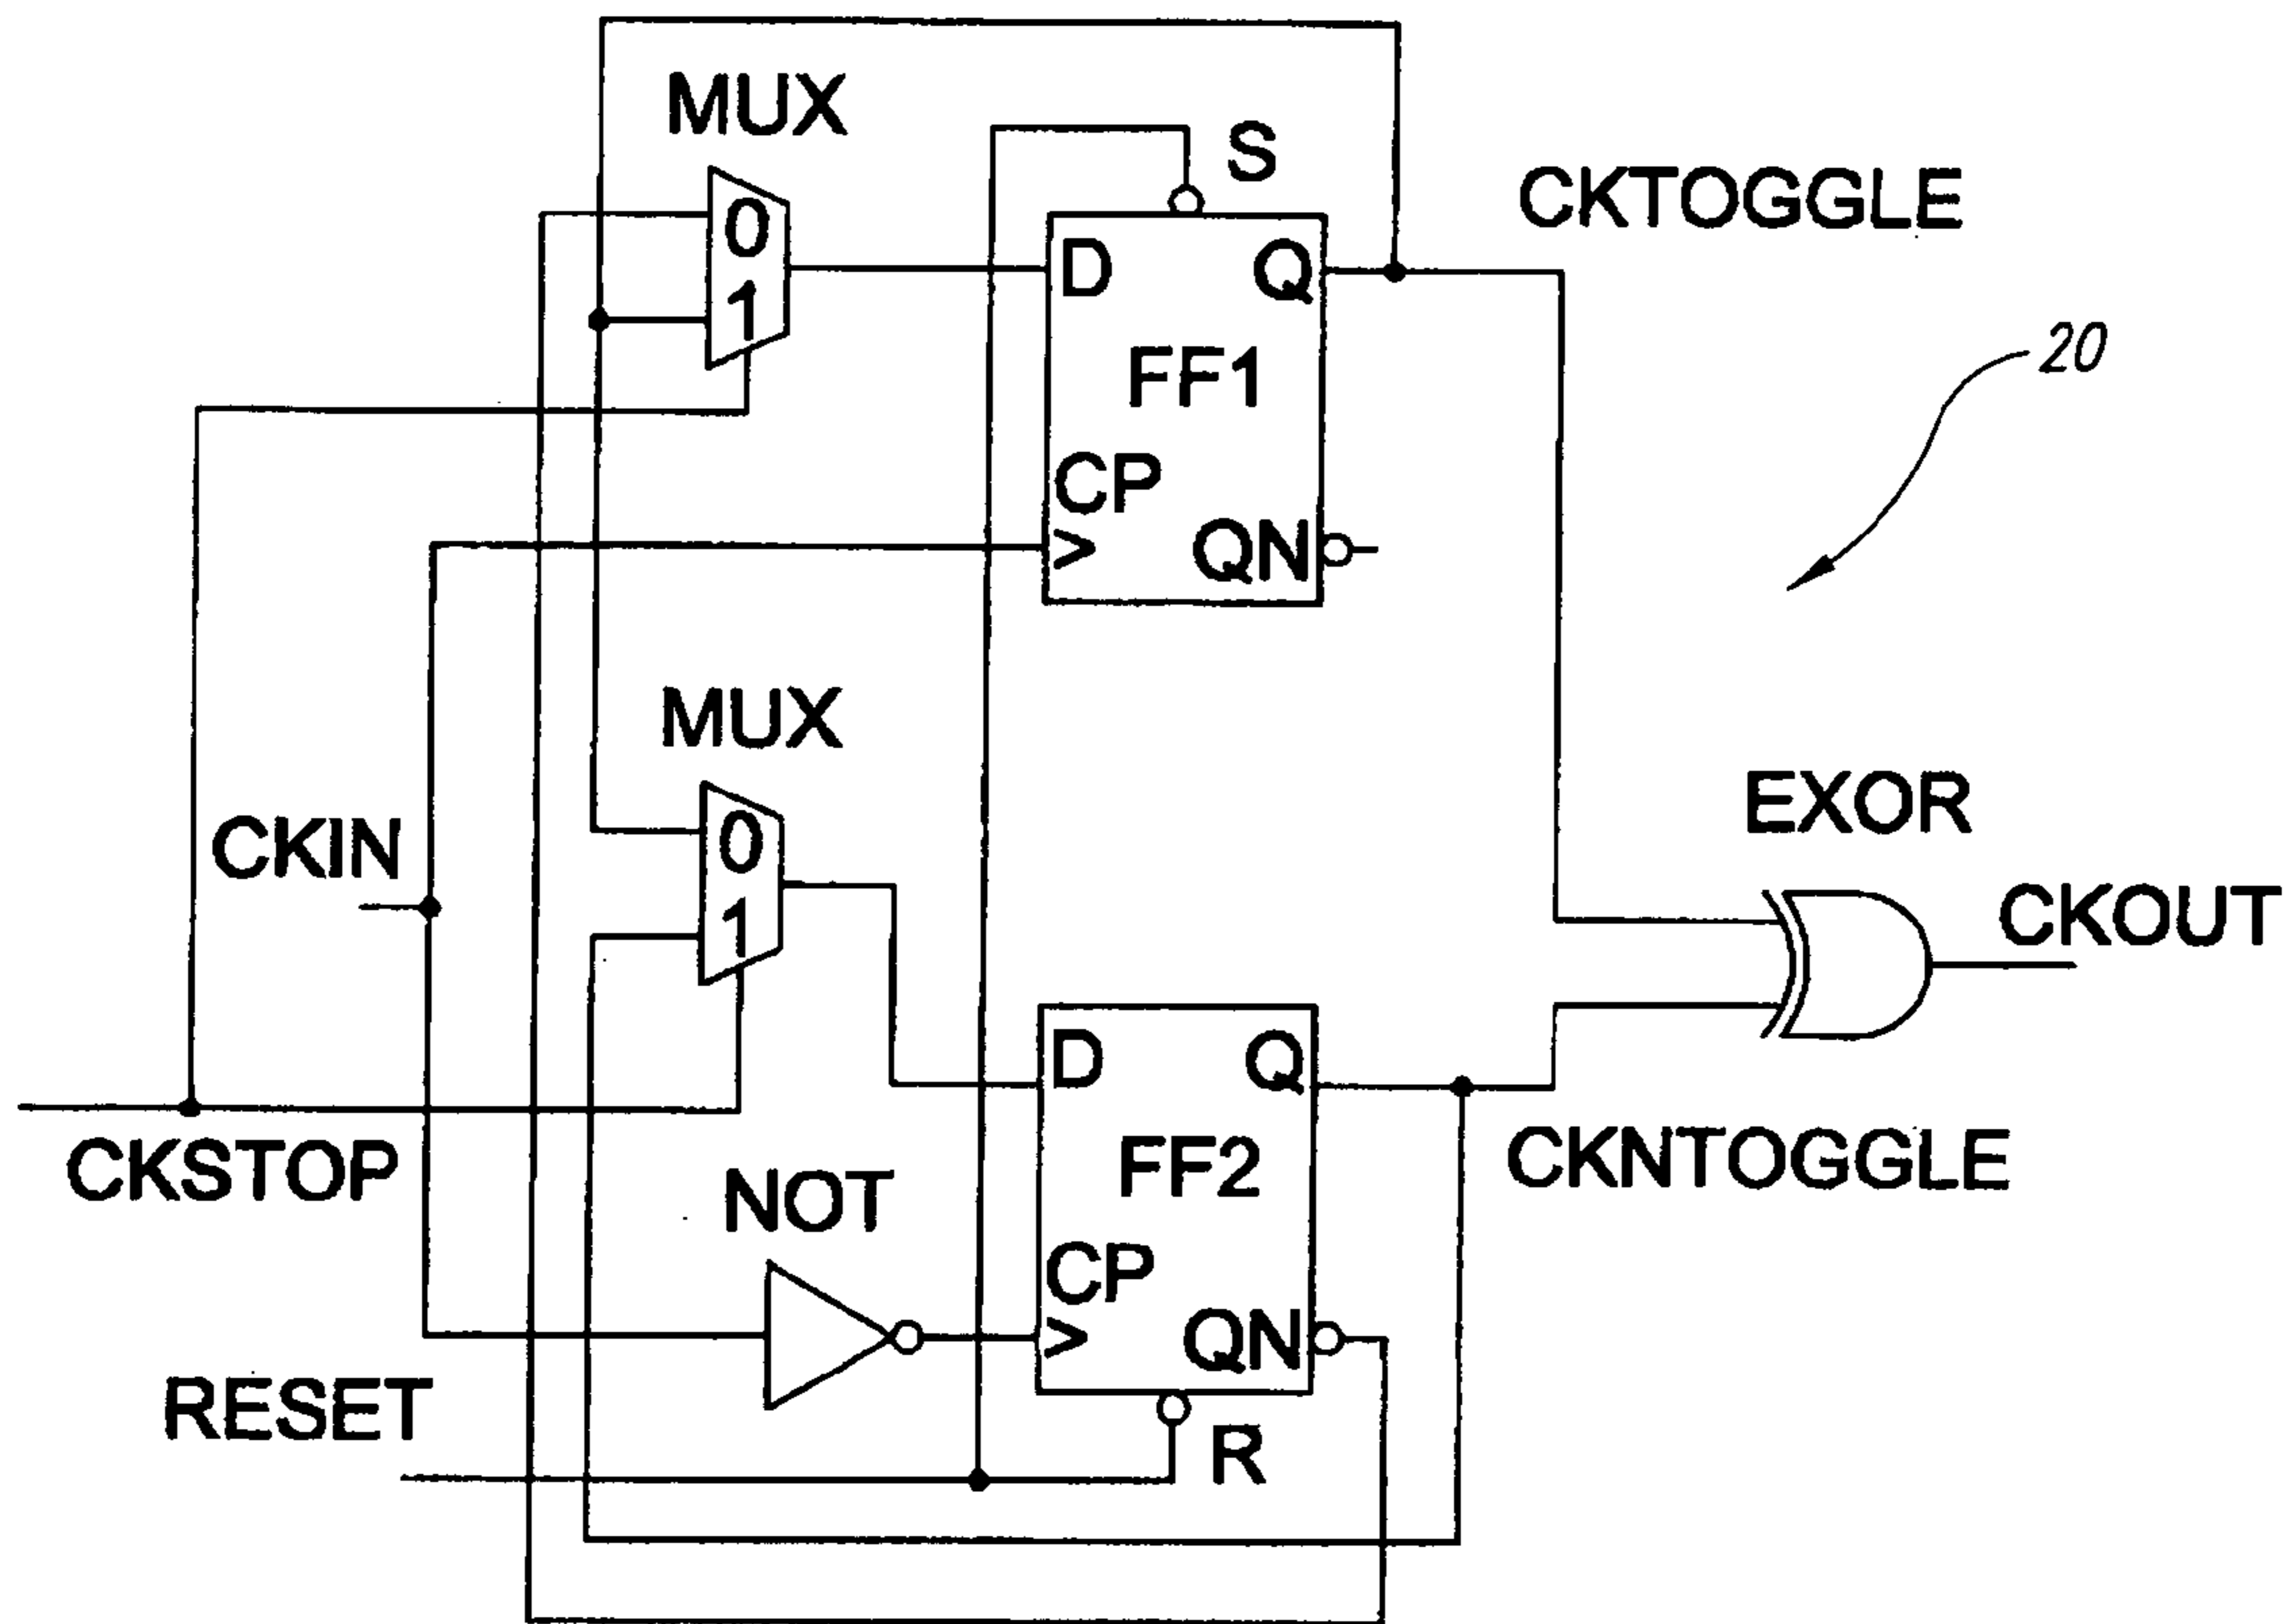 MUX
S
CKTOGGLE
0
1
D
Q
FF1
CP
>
QN
20
MUX
0
1
CKIN
EXOR
CKOUT
D
Q
FF2
CP
>
QN
CKSTOP
CKNTOGGLE
NOT
RESET
R